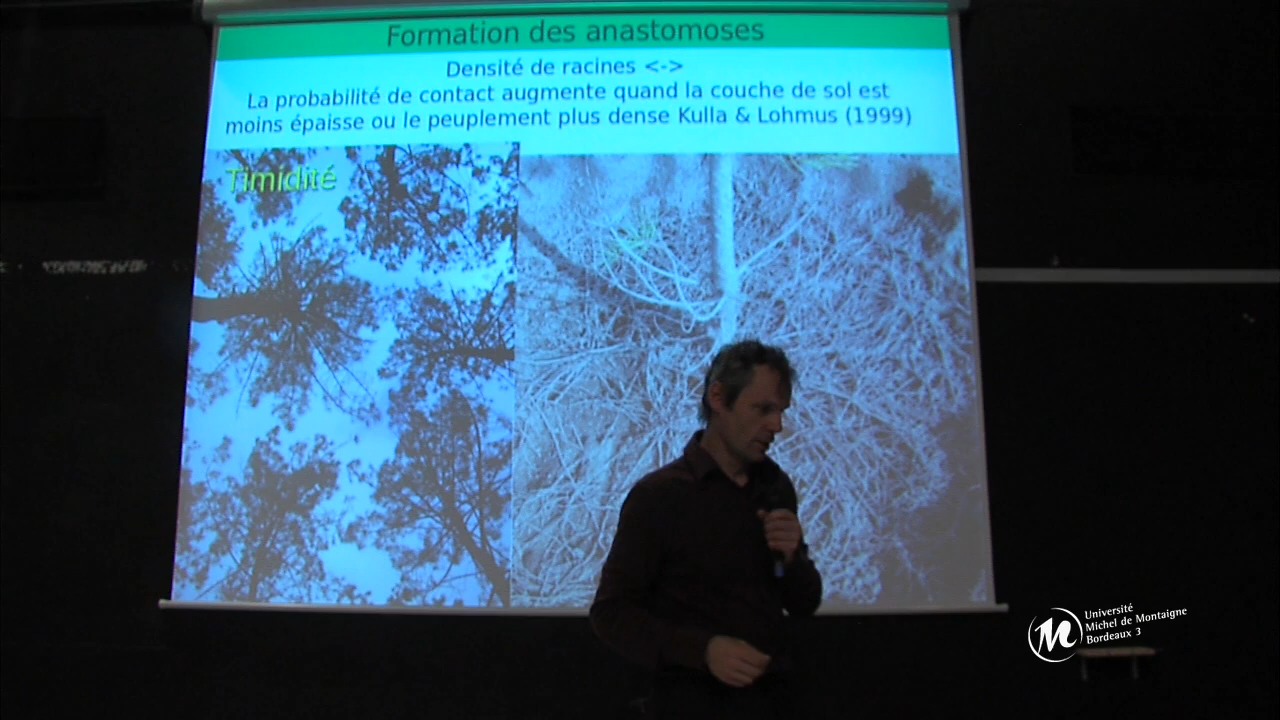 Formation des anastomoses
Densité de racines <->
La probabilité de contact augmente quand la couche de sol est
moins épaisse ou le peuplement plus dense Kulla & Lohmus (1999)
Timidité
Université
Michel de Montaigne
Bordeaux 3